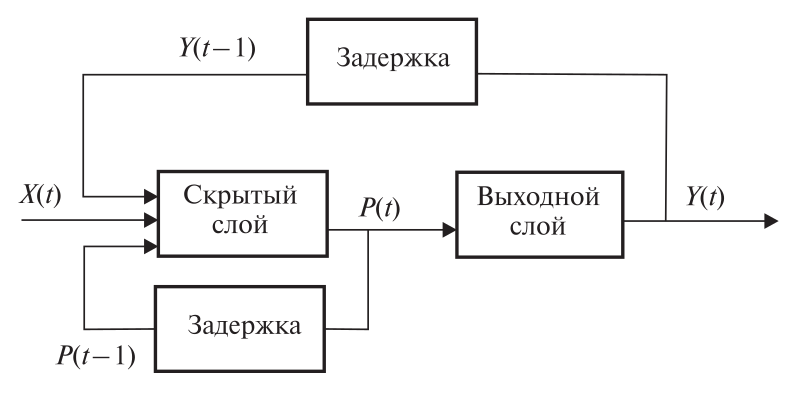 Y(t – 1)
Задержка
X(t)
Скрытый
слой
P(t)
Выходной
слой
Y(t)
Задержка
P(t – 1)